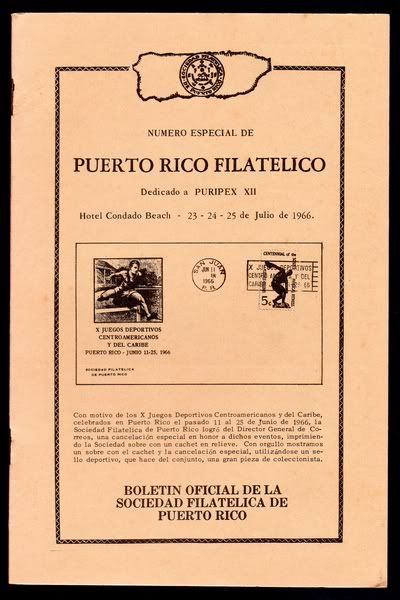 NUMERO ESPECIAL DE
PUERTO RICO FILATELICO
Dedicado a PURIPEX XII
Hotel Condado Beach - 23 - 24 - 25 de Julio de 1966.
X JUEGOS DEPORTIVOS
CENTROAMERICANOS
Y DEL CARIBE
PUERTO RICO - JUNIO 11-25, 1966
SOCIEDAD FILATELICA
DE PUERTO RICO
SAN JUAN
JUN 11
1966
P. R.
CENTENNIAL of the
X JUEGOS DEPORTIVOS
5c
Con motivo de los X Juegos Deportivos Centroamericanos y del Caribe,
celebrados en Puerto Rico el pasado 11 al 25 de Junio de 1966, la
Sociedad Filatelica de Puerto Rico logró del Director General de Co-
rreos, una cancelación especial en honor a dichos eventos, imprimien-
do la Sociedad sobre con un cachet en relieve. Con orgullo mostramos
un sobre con el cachet y la cancelación especial, utilizándose un se-
llo deportivo, que hace del conjunto, una gran pieza de coleccionista.
BOLETIN OFICIAL DE LA
SOCIEDAD FILATELICA DE
PUERTO RICO